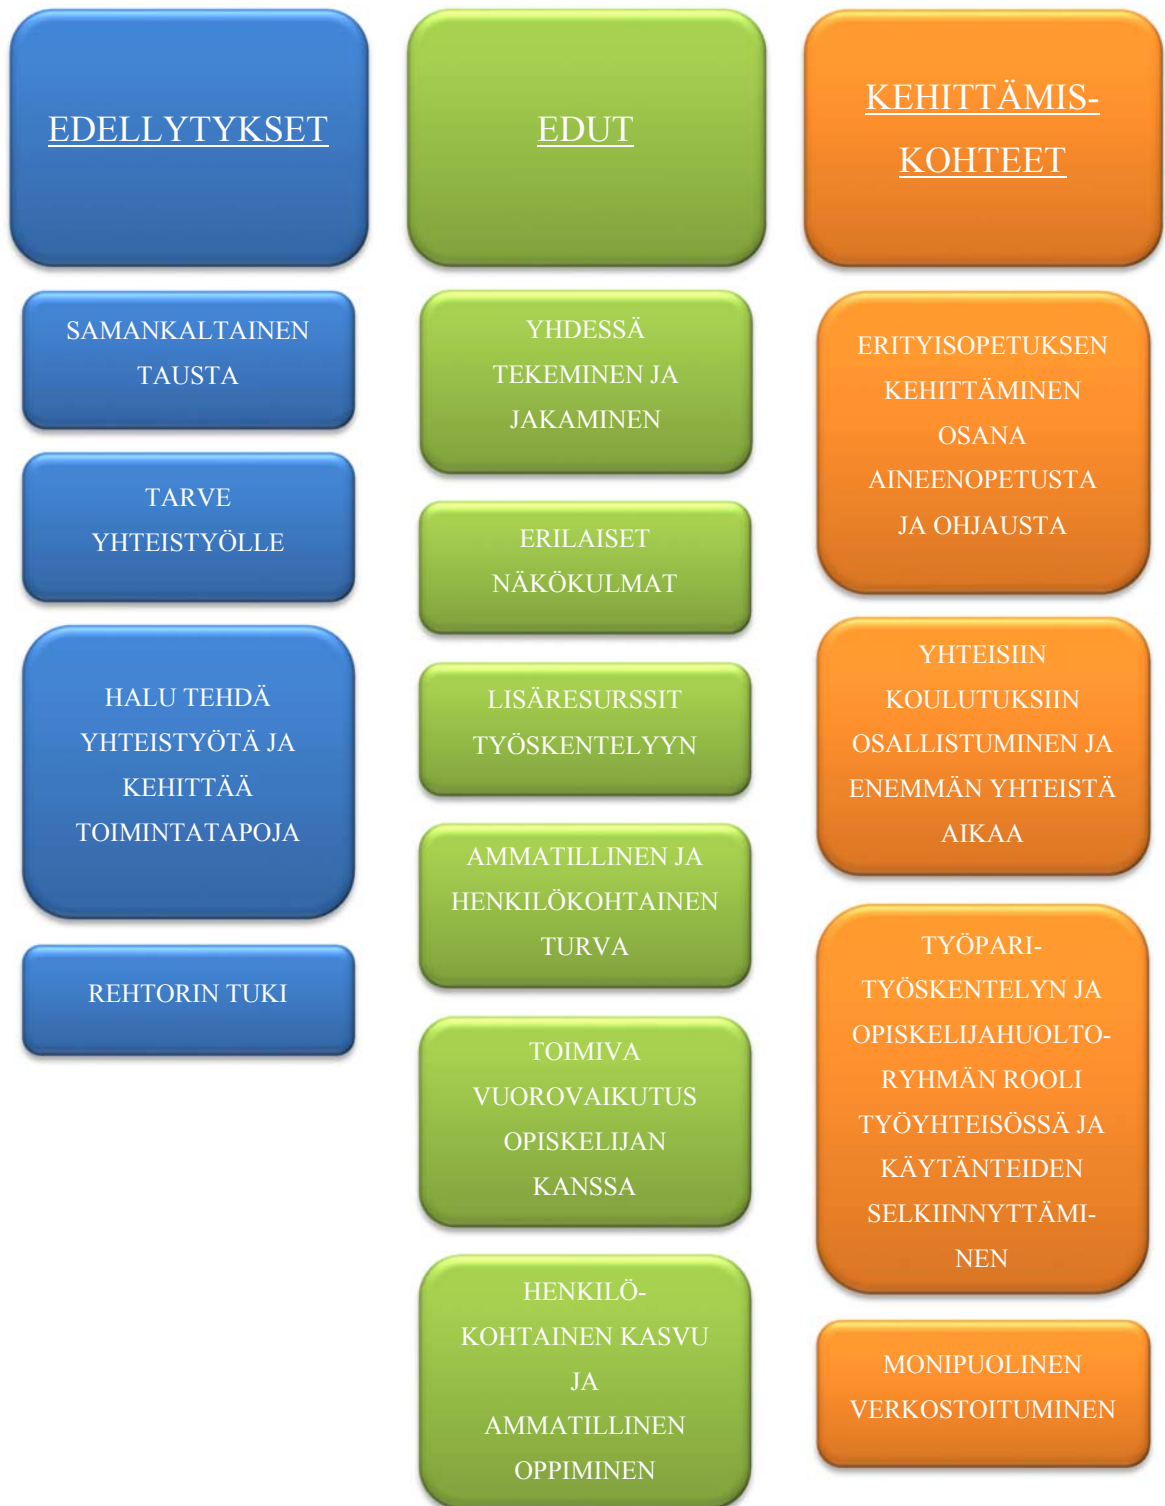 EDELLYTYKSET
SAMANKALTAINEN
TAUSTA
TARVE
YHTEISTYÖLLE
HALU TEHDÄ
YHTEISTYÖTÄ JA
KEHITTÄÄ
TOIMINTATAPOJA
REHTORIN TUKI
EDUT
YHDESSÄ
TEKEMINEN JA
JAKAMINEN
ERILAISET
NÄKÖKULMAT
LISÄRESURSSIT
TYÖSKENTELYYN
AMMATILLINEN JA
HENKILÖKOHTAINEN
TURVA
TOIMIVA
VUOROVAIKUTUS
OPISKELIJAN
KANSSA
HENKILÖ-
KOHTAINEN KASVU
JA
AMMATILLINEN
OPPIMINEN
KEHITTÄMIS-
KOHTEET
ERITYISOPETUKSEN
KEHITTÄMINEN
OSANA
AINEENOPETUSTA
JA OHJAUSTA
YHTEISIIN
KOULUTUKSIIN
OSALLISTUMINEN JA
ENEMMÄN YHTEISTÄ
AIKAA
TYÖPARI-
TYÖSKENTELYN JA
OPISKELIJAHUOLTO-
RYHMÄN ROOLI
TYÖYHTEISÖSSÄ JA
KÄYTÄNTEIDEN
SELKIINNYTTÄMI-
NEN
MONIPUOLINEN
VERKOSTOITUMINEN